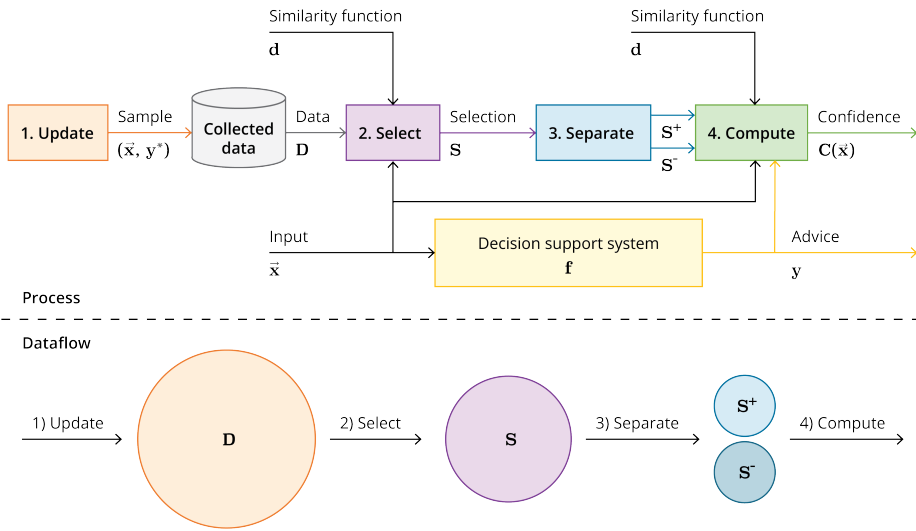 Similarity function
d
Similarity function
d
1. Update
Sample
(x⃗, y*)
Collected
data
Data
D
2. Select
Selection
S
3. Separate
S⁺
S⁻
4. Compute
Confidence
C(x⃗)
Input
x⃗
Decision support system
f
Advice
y
Process
Dataflow
1) Update
D
2) Select
S
3) Separate
S⁺
S⁻
4) Compute